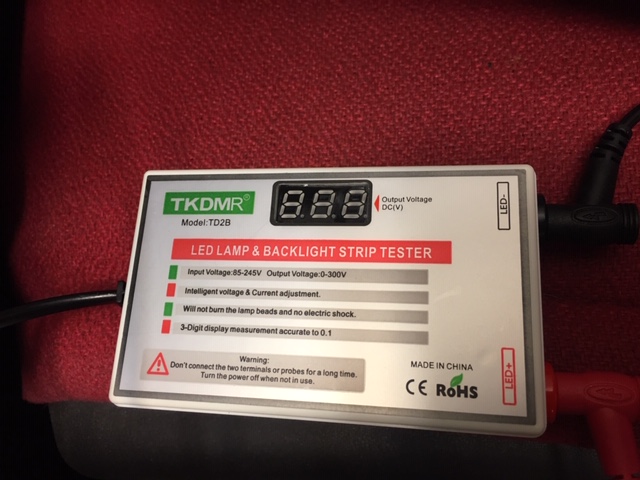 TKDMR®
Model:TD2B
Output Voltage
DC(V)
LED-
LED LAMP & BACKLIGHT STRIP TESTER
Input Voltage:85-245V Output Voltage:0-300V
Intelligent voltage & Current adjustment.
Will not burn the lamp beads and no electric shock.
3-Digit display measurement accurate to 0.1
Warning:
Don't connect the two terminals or probes for a long time.
Turn the power off when not in use.
MADE IN CHINA
CE RoHS
LED+